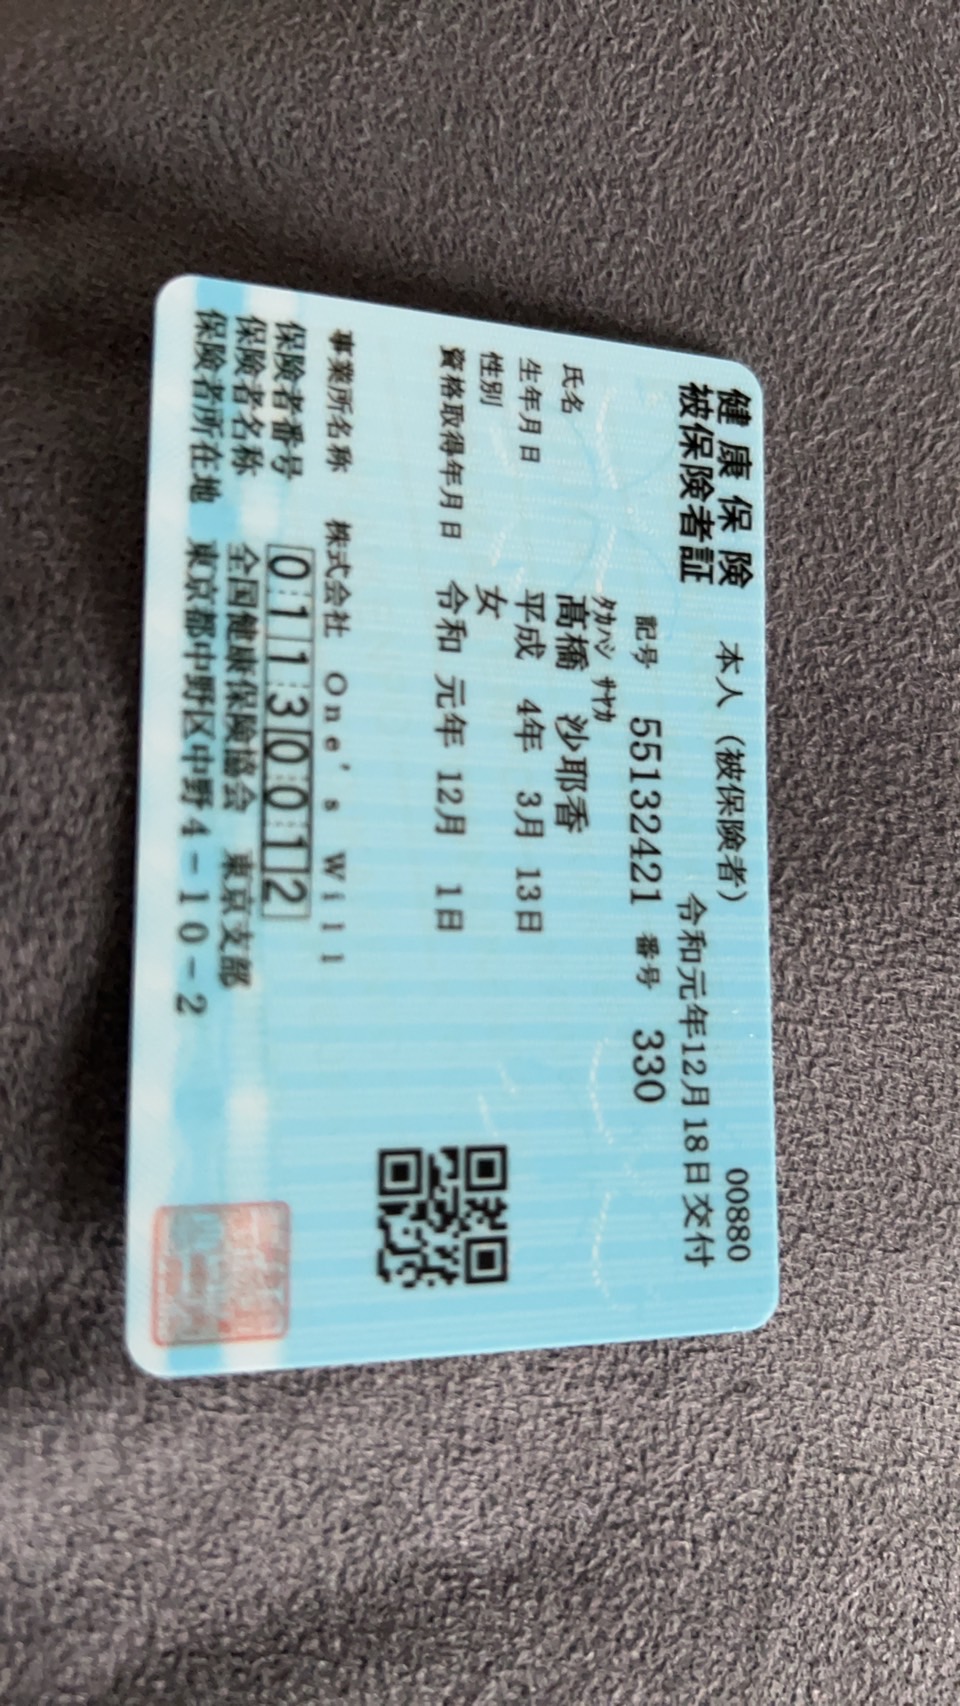 健康保険
被保険者証
本人（被保険者）
00880
令和元年12月18日交付
記号 55132421 番号 330
ﾀｶﾊｼ ｻﾔｶ
氏名 髙橋 沙耶香
生年月日 平成 4年 3月 13日
性別 女
資格取得年月日 令和 元年 12月 1日
事業所名称 株式会社 One's Will
保険者番号 01130012
保険者名称 全国健康保険協会 東京支部
保険者所在地 東京都中野区中野4-10-2